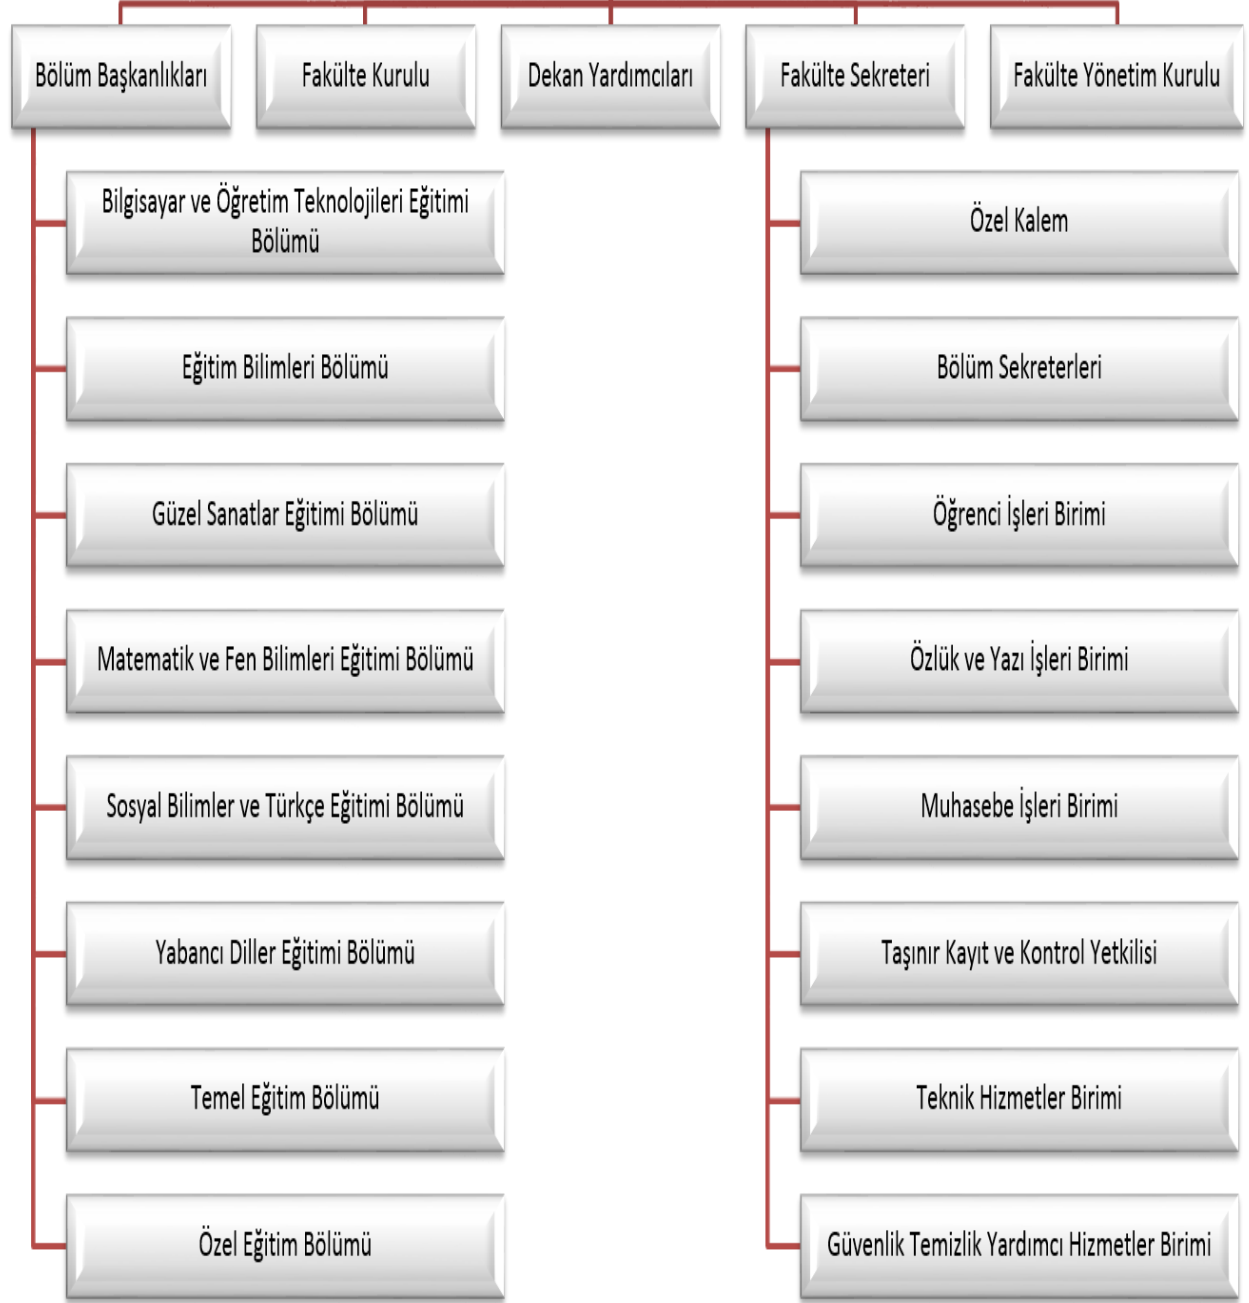 Bölüm Başkanlıkları
Fakülte Kurulu
Dekan Yardımcıları
Fakülte Sekreteri
Fakülte Yönetim Kurulu
Bilgisayar ve Öğretim Teknolojileri Eğitimi
Bölümü
Eğitim Bilimleri Bölümü
Güzel Sanatlar Eğitimi Bölümü
Matematik ve Fen Bilimleri Eğitimi Bölümü
Sosyal Bilimler ve Türkçe Eğitimi Bölümü
Yabancı Diller Eğitimi Bölümü
Temel Eğitim Bölümü
Özel Eğitim Bölümü
Özel Kalem
Bölüm Sekreterleri
Öğrenci İşleri Birimi
Özlük ve Yazı İşleri Birimi
Muhasebe İşleri Birimi
Taşınır Kayıt ve Kontrol Yetkilisi
Teknik Hizmetler Birimi
Güvenlik Temizlik Yardımcı Hizmetler Birimi